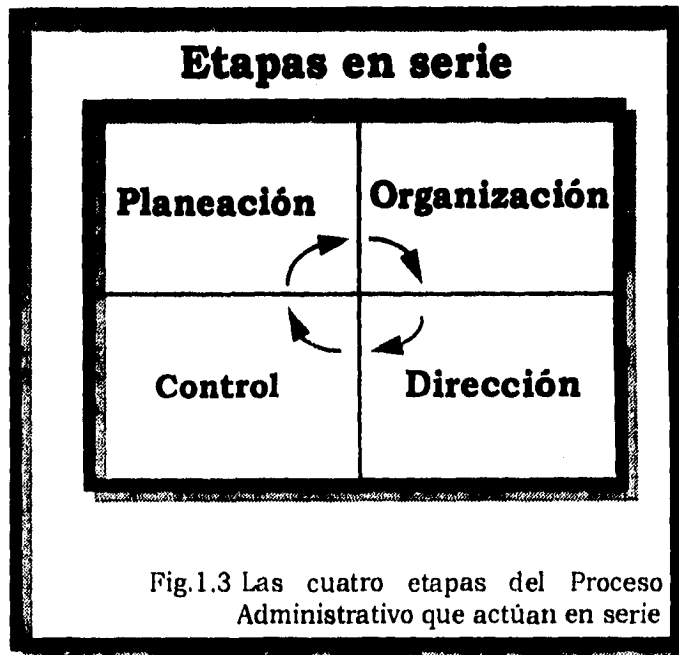 Etapas en serie
Planeación
Organización
Control
Dirección
Fig.1.3 Las cuatro etapas del Proceso
Administrativo que actúan en serie